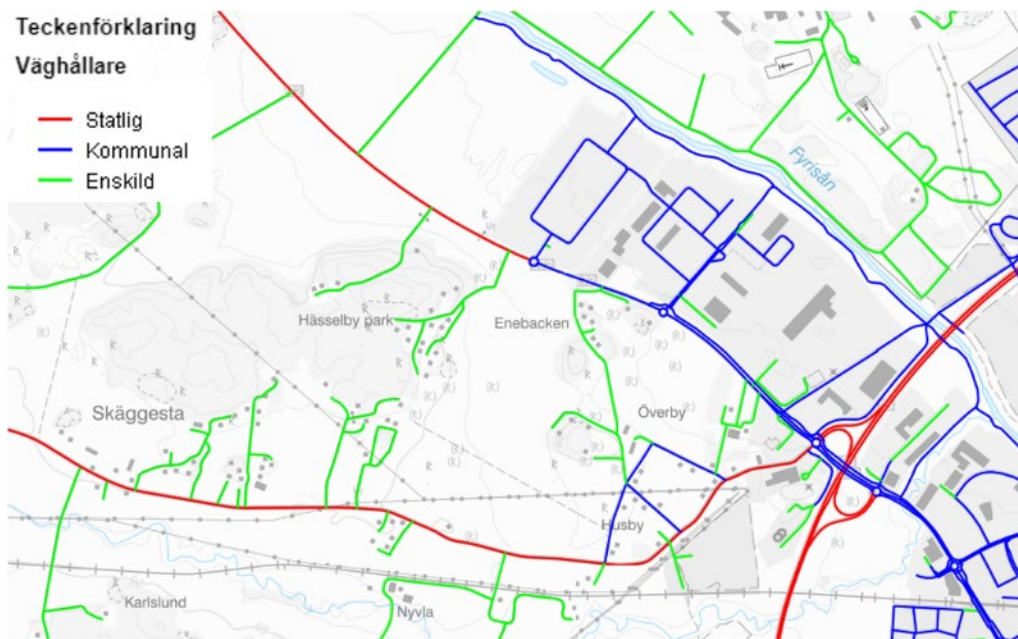 Teckenförklaring
Väghållare
Statlig
Kommunal
Enskild
Fyrisån
Hässelby park
Enebacken
Skäggesta
Överby
Husby
Karlslund
Nyvla